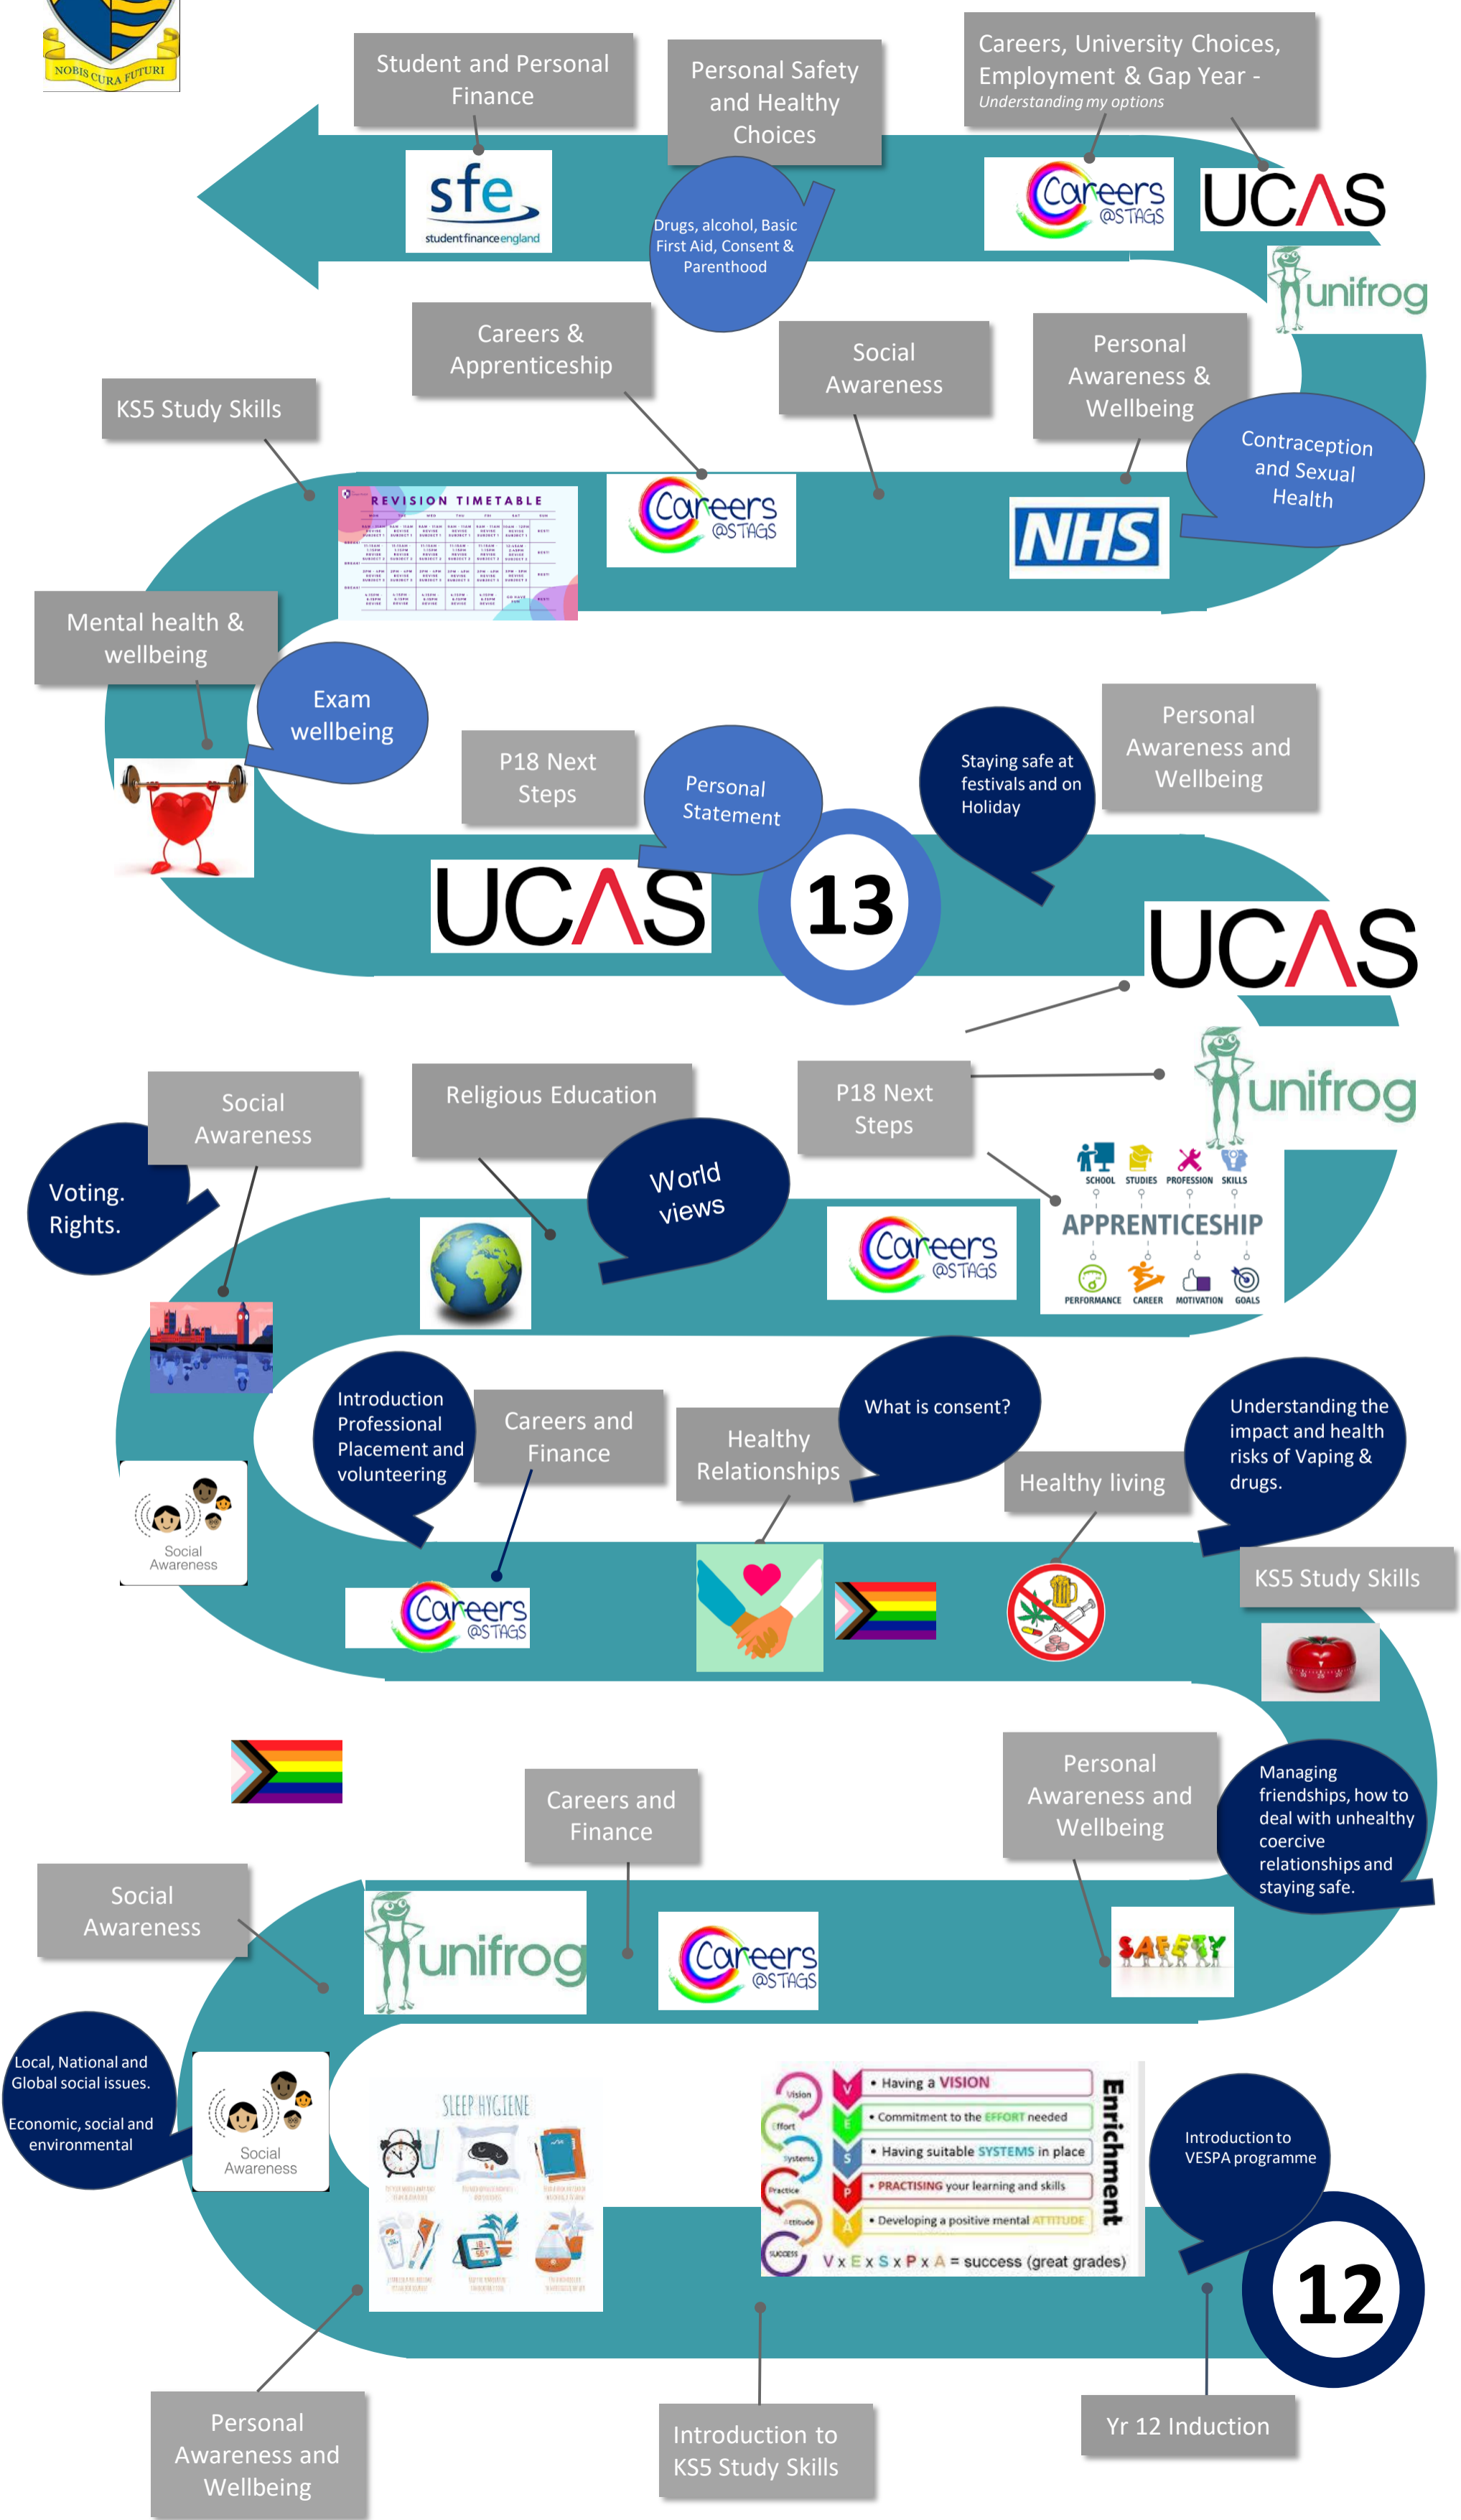 NOBIS CURA FUTURI
Student and Personal
Finance
Personal Safety
and Healthy
Choices
Careers, University Choices,
Employment & Gap Year -
Understanding my options
sfe
student finance england
Drugs, alcohol, Basic
First Aid, Consent &
Parenthood
Careers
@STAGS
UCAS
unifrog
Careers &
Apprenticeship
Social
Awareness
Personal
Awareness &
Wellbeing
KS5 Study Skills
Contraception
and Sexual
Health
REVISION TIMETABLE
Careers
@STAGS
NHS
Mental health &
wellbeing
Exam
wellbeing
P18 Next
Steps
Personal
Statement
Staying safe at
festivals and on
Holiday
Personal
Awareness and
Wellbeing
UCAS
13
UCAS
unifrog
Social
Awareness
Religious Education
P18 Next
Steps
Voting.
Rights.
World
views
Careers
@STAGS
SCHOOL STUDIES PROFESSION SKILLS
APPRENTICESHIP
PERFORMANCE CAREER MOTIVATION GOALS
Introduction
Professional
Placement and
volunteering
Careers and
Finance
Healthy
Relationships
What is consent?
Healthy living
Understanding the
impact and health
risks of Vaping &
drugs.
Social
Awareness
Careers
@STAGS
KS5 Study Skills
Personal
Awareness and
Wellbeing
Managing
friendships, how to
deal with unhealthy
coercive
relationships and
staying safe.
Careers and
Finance
Social
Awareness
unifrog
Careers
@STAGS
SAFETY
Local, National and
Global social issues.
Economic, social and
environmental
Social
Awareness
SLEEP HYGIENE
Vision
Effort
Systems
Practice
Attitude
SUCCESS
V • Having a VISION
E • Commitment to the EFFORT needed
S • Having suitable SYSTEMS in place
P • PRACTISING your learning and skills
A • Developing a positive mental ATTITUDE
V x E x S x P x A = success (great grades)
Enrichment
Introduction to
VESPA programme
12
Personal
Awareness and
Wellbeing
Introduction to
KS5 Study Skills
Yr 12 Induction